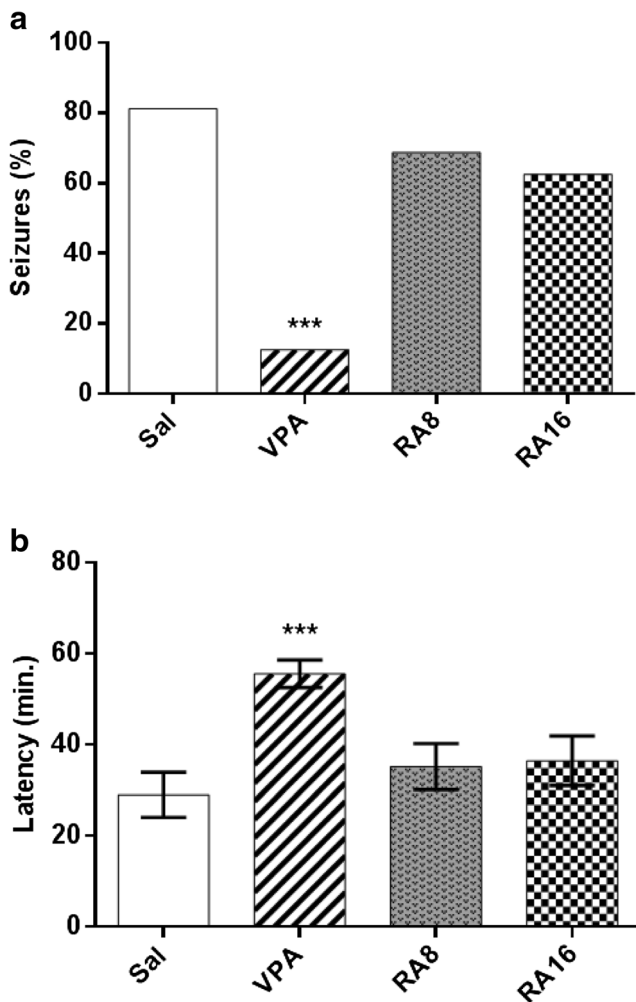 a
Seizures (%)
100
80
60
40
20
0
***
Sal
VPA
RA8
RA16
b
Latency (min.)
80
60
40
20
0
***
Sal
VPA
RA8
RA16